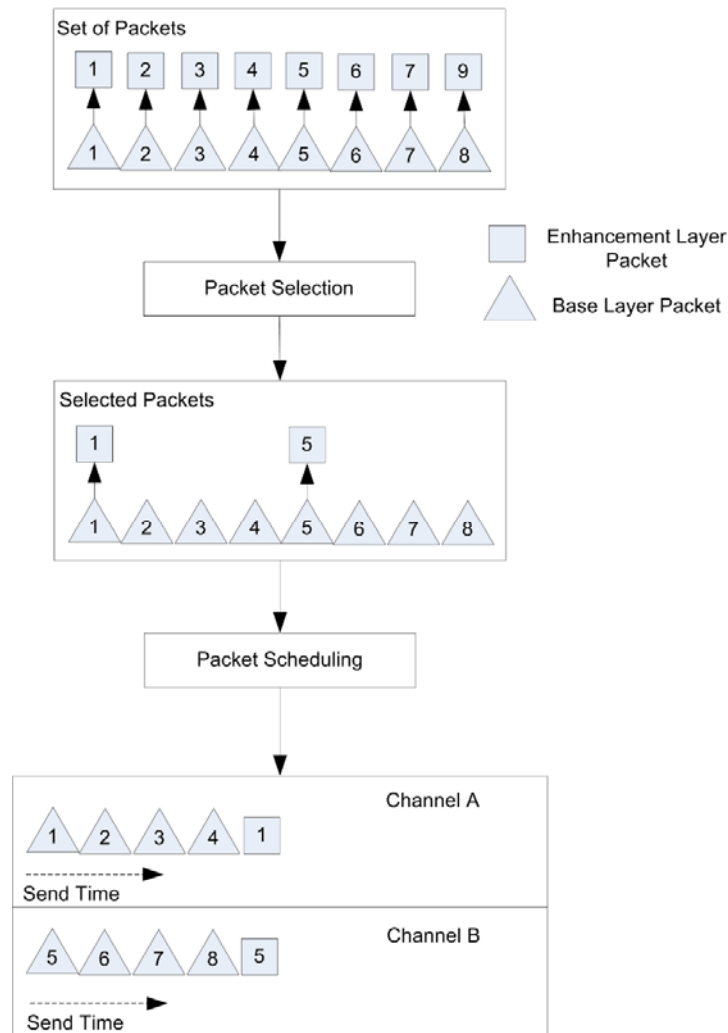 Set of Packets
1 2 3 4 5 6 7 9
1 2 3 4 5 6 7 8
Enhancement Layer
Packet
Base Layer Packet
Packet Selection
Selected Packets
1 5
1 2 3 4 5 6 7 8
Packet Scheduling
Channel A
1 2 3 4 1
Send Time
Channel B
5 6 7 8 5
Send Time